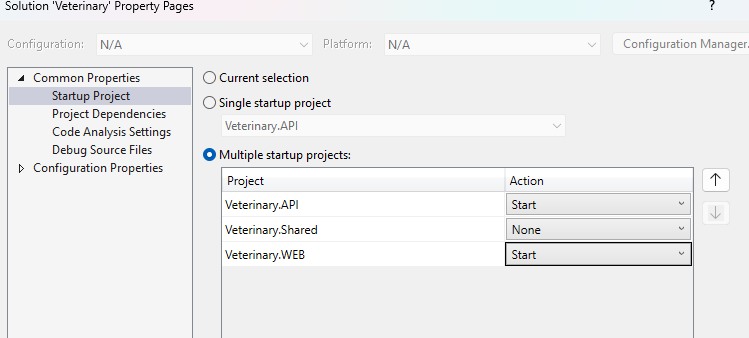 Solution 'Veterinary' Property Pages ?
Configuration: N/A Platform: N/A Configuration Manager.
Common Properties
Startup Project
Project Dependencies
Code Analysis Settings
Debug Source Files
Configuration Properties
Current selection
Single startup project
Veterinary.API
Multiple startup projects:
Project Action
Veterinary.API Start
Veterinary.Shared None
Veterinary.WEB Start